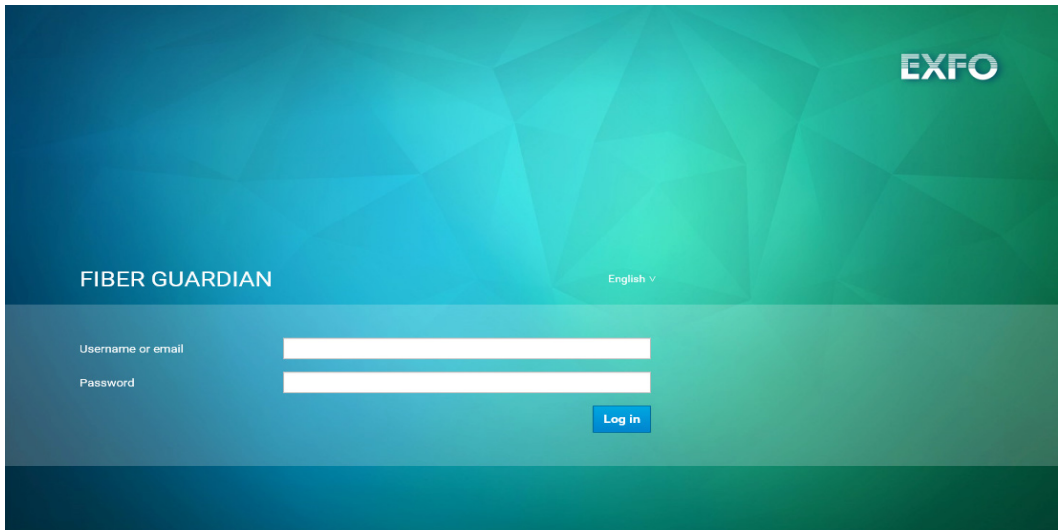 EXFO
FIBER GUARDIAN
English
Username or email
Password
Log in